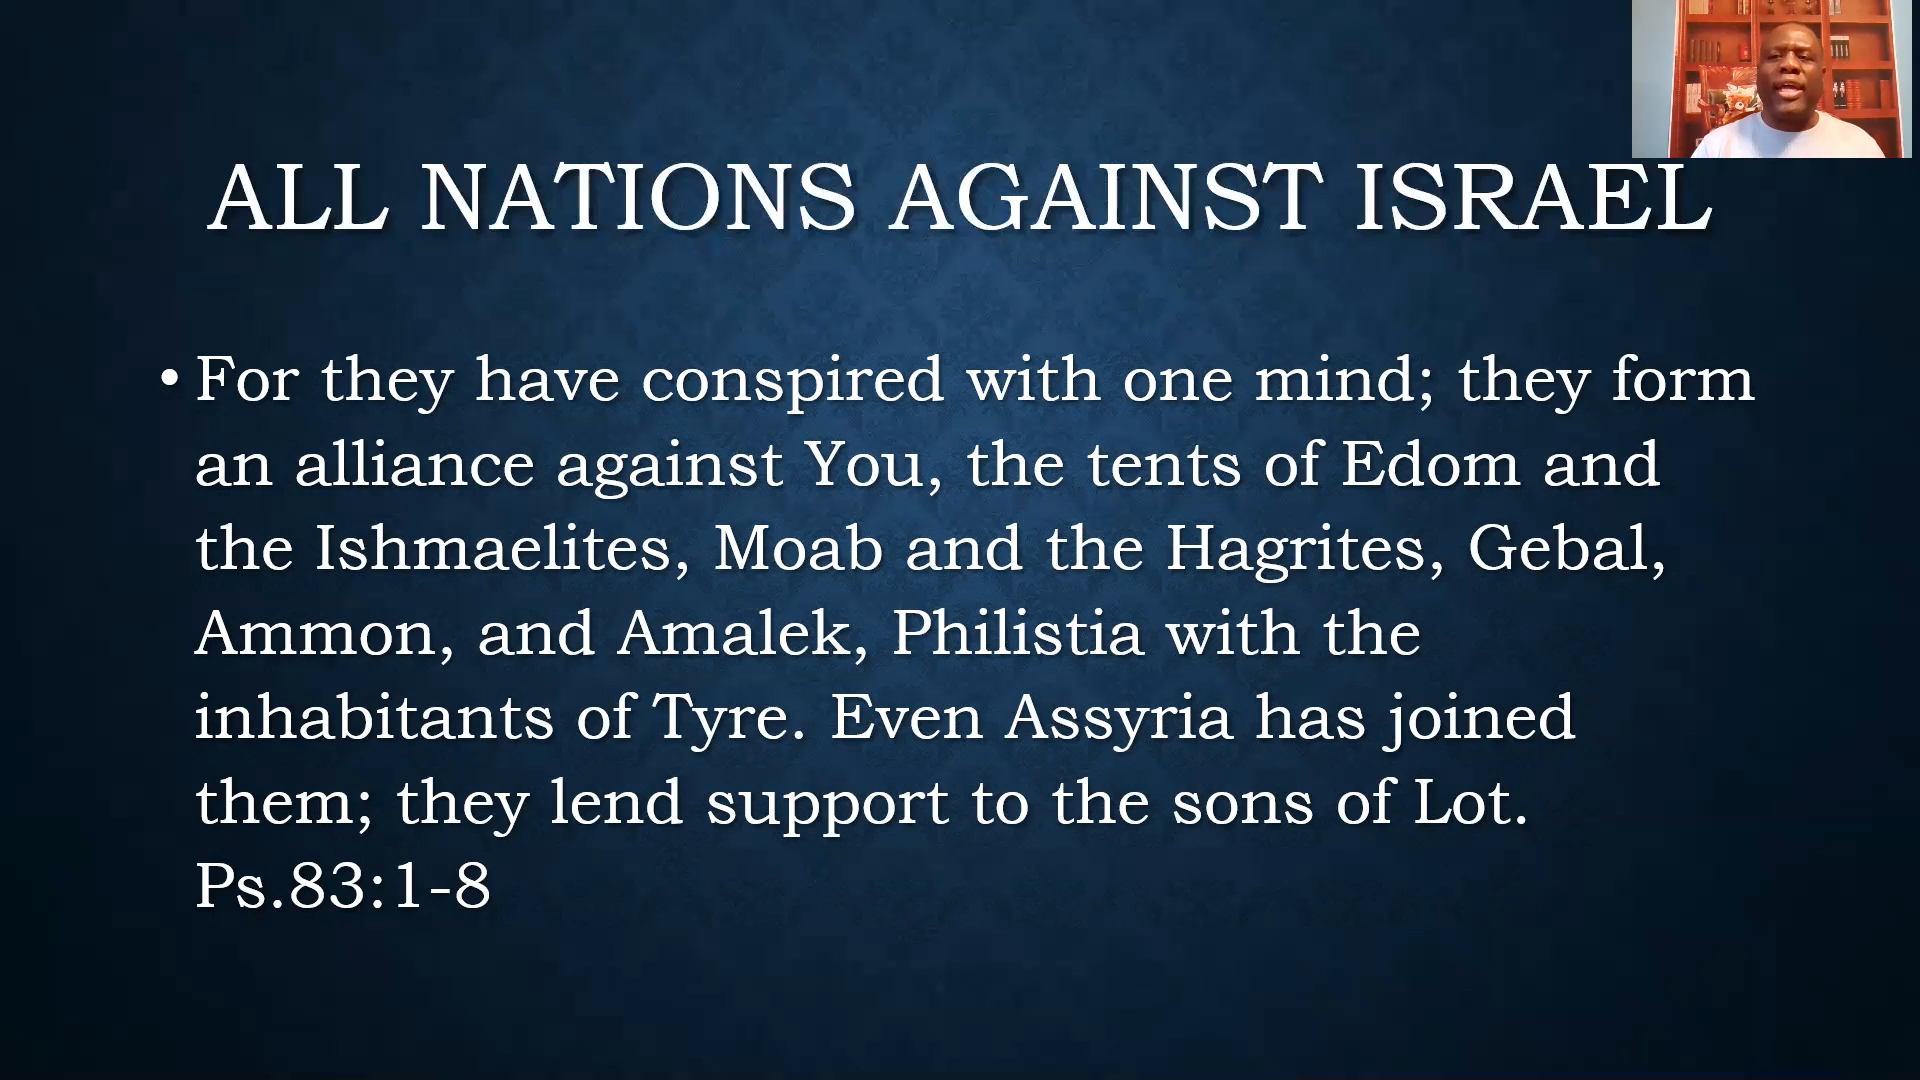 ALL NATIONS AGAINST ISRAEL
• For they have conspired with one mind; they form
an alliance against You, the tents of Edom and
the Ishmaelites, Moab and the Hagrites, Gebal,
Ammon, and Amalek, Philistia with the
inhabitants of Tyre. Even Assyria has joined
them; they lend support to the sons of Lot.
Ps.83:1-8